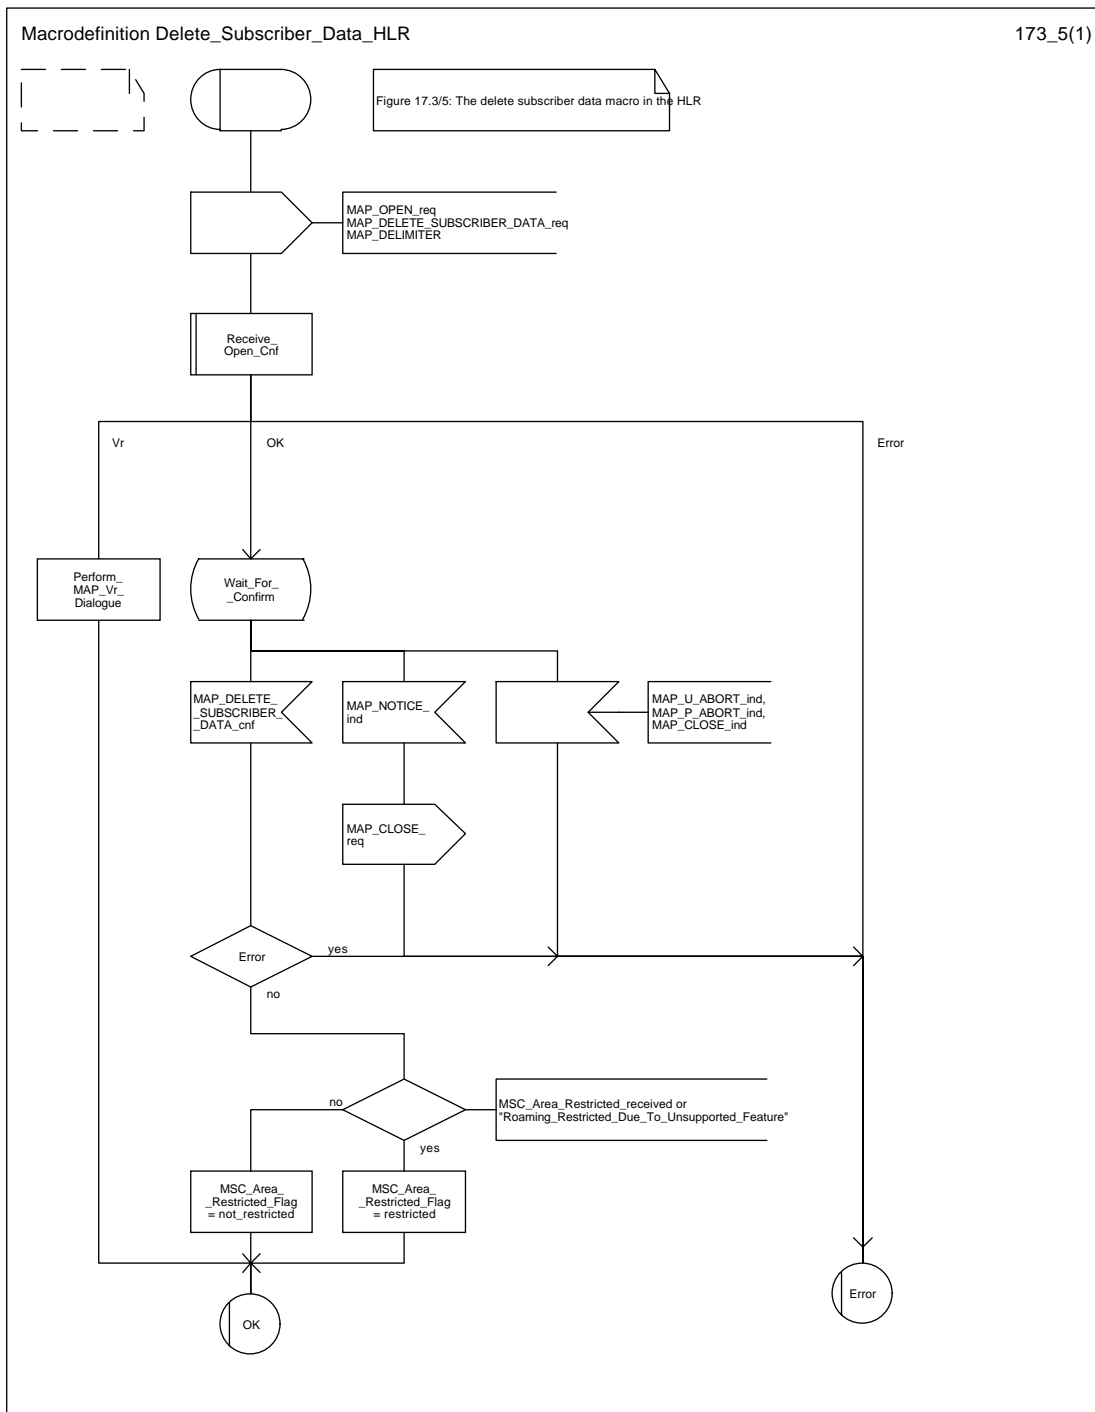 Macrodefinition Delete_Subscriber_Data_HLR
173_5(1)
Figure 17.3/5: The delete subscriber data macro in the HLR
MAP_OPEN_req
MAP_DELETE_SUBSCRIBER_DATA_req
MAP_DELIMITER
Receive_
Open_Cnf
Vr
OK
Error
Perform_
MAP_Vr_
Dialogue
Wait_For_
_Confirm
MAP_DELETE_
_SUBSCRIBER_
_DATA_cnf
MAP_NOTICE_
ind
MAP_U_ABORT_ind,
MAP_P_ABORT_ind,
MAP_CLOSE_ind
MAP_CLOSE_
req
Error
yes
no
no
MSC_Area_Restricted_received or
"Roaming_Restricted_Due_To_Unsupported_Feature"
yes
MSC_Area_
_Restricted_Flag
= not_restricted
MSC_Area_
_Restricted_Flag
= restricted
Error
OK